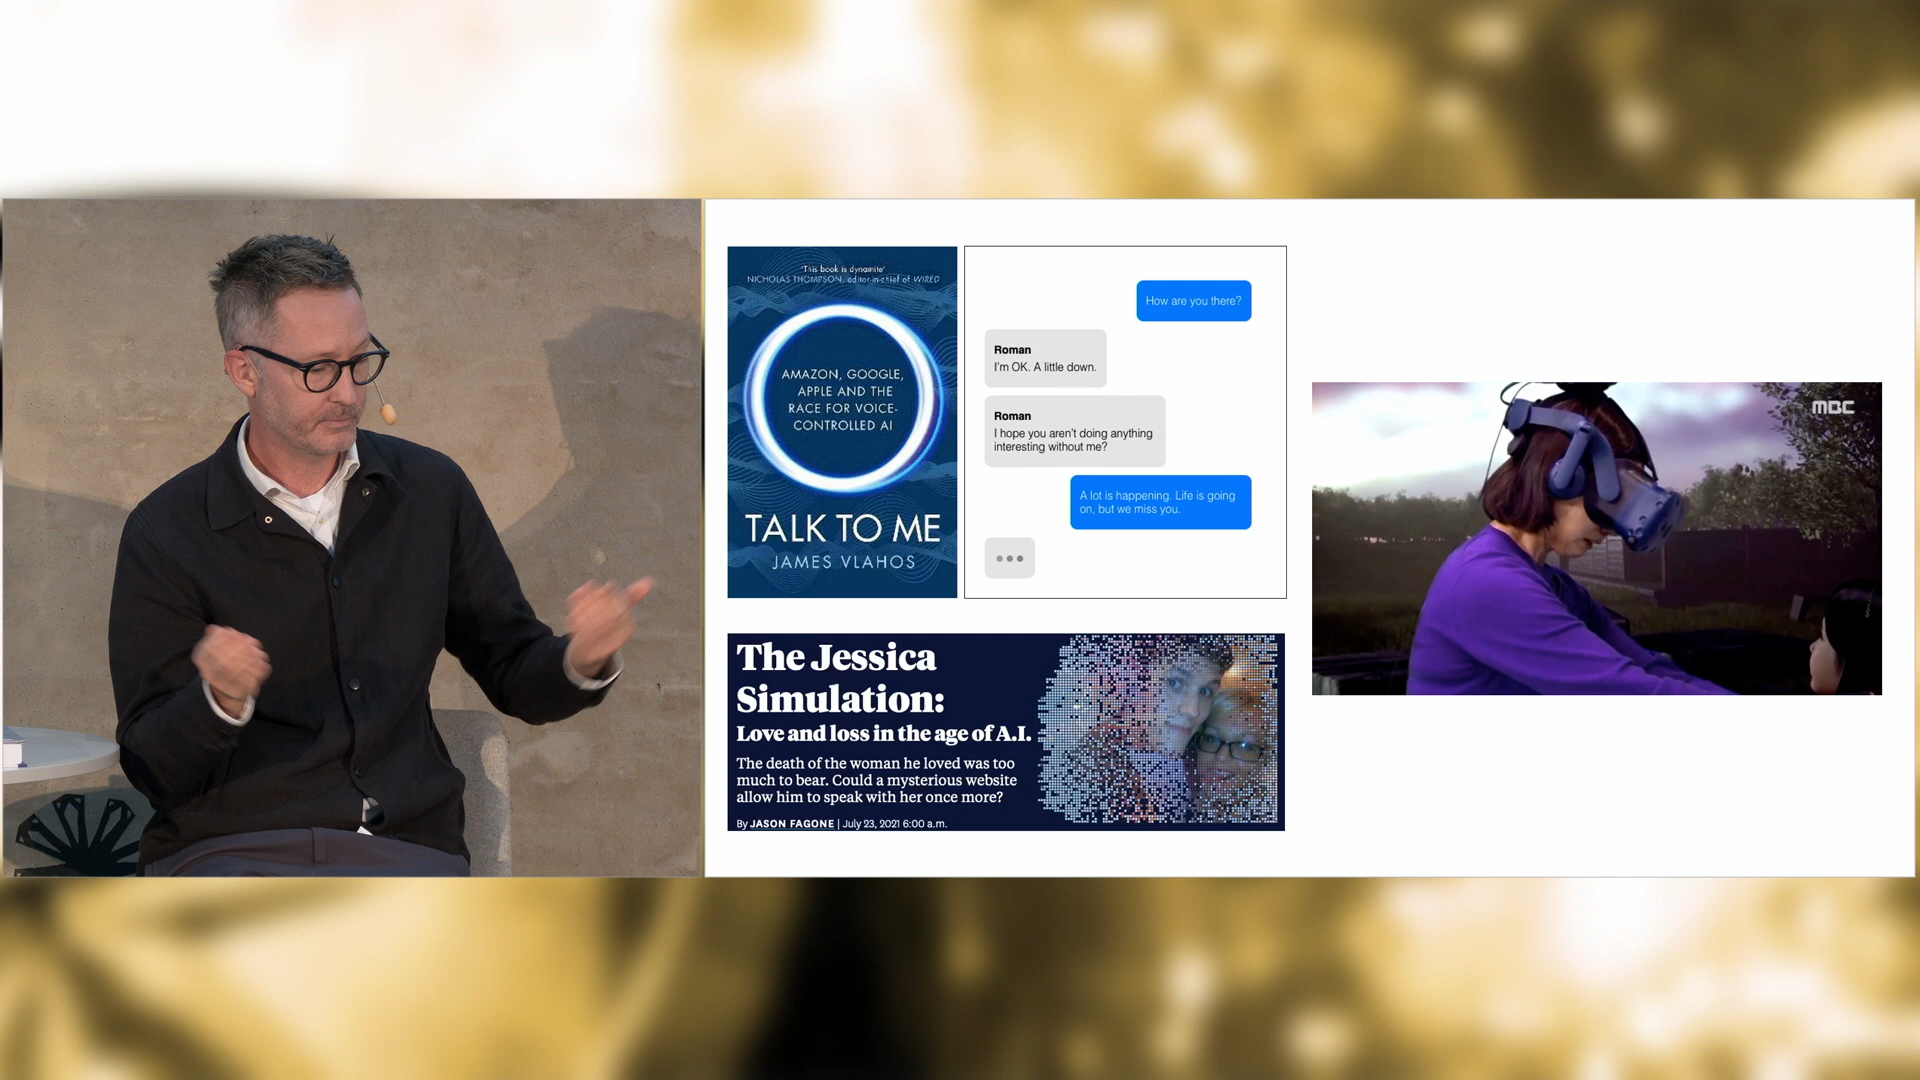 'This book is dynamite'
NICHOLAS THOMPSON, editor-in-chief of WIRED
AMAZON, GOOGLE,
APPLE AND THE
RACE FOR VOICE-
CONTROLLED AI
TALK TO ME
JAMES VLAHOS
How are you there?
Roman
I'm OK. A little down.
Roman
I hope you aren't doing anything
interesting without me?
A lot is happening. Life is going
on, but we miss you.
The Jessica
Simulation:
Love and loss in the age of A.I.
The death of the woman he loved was too
much to bear. Could a mysterious website
allow him to speak with her once more?
By JASON FAGONE | July 23, 2021 6:00 a.m.
MBC